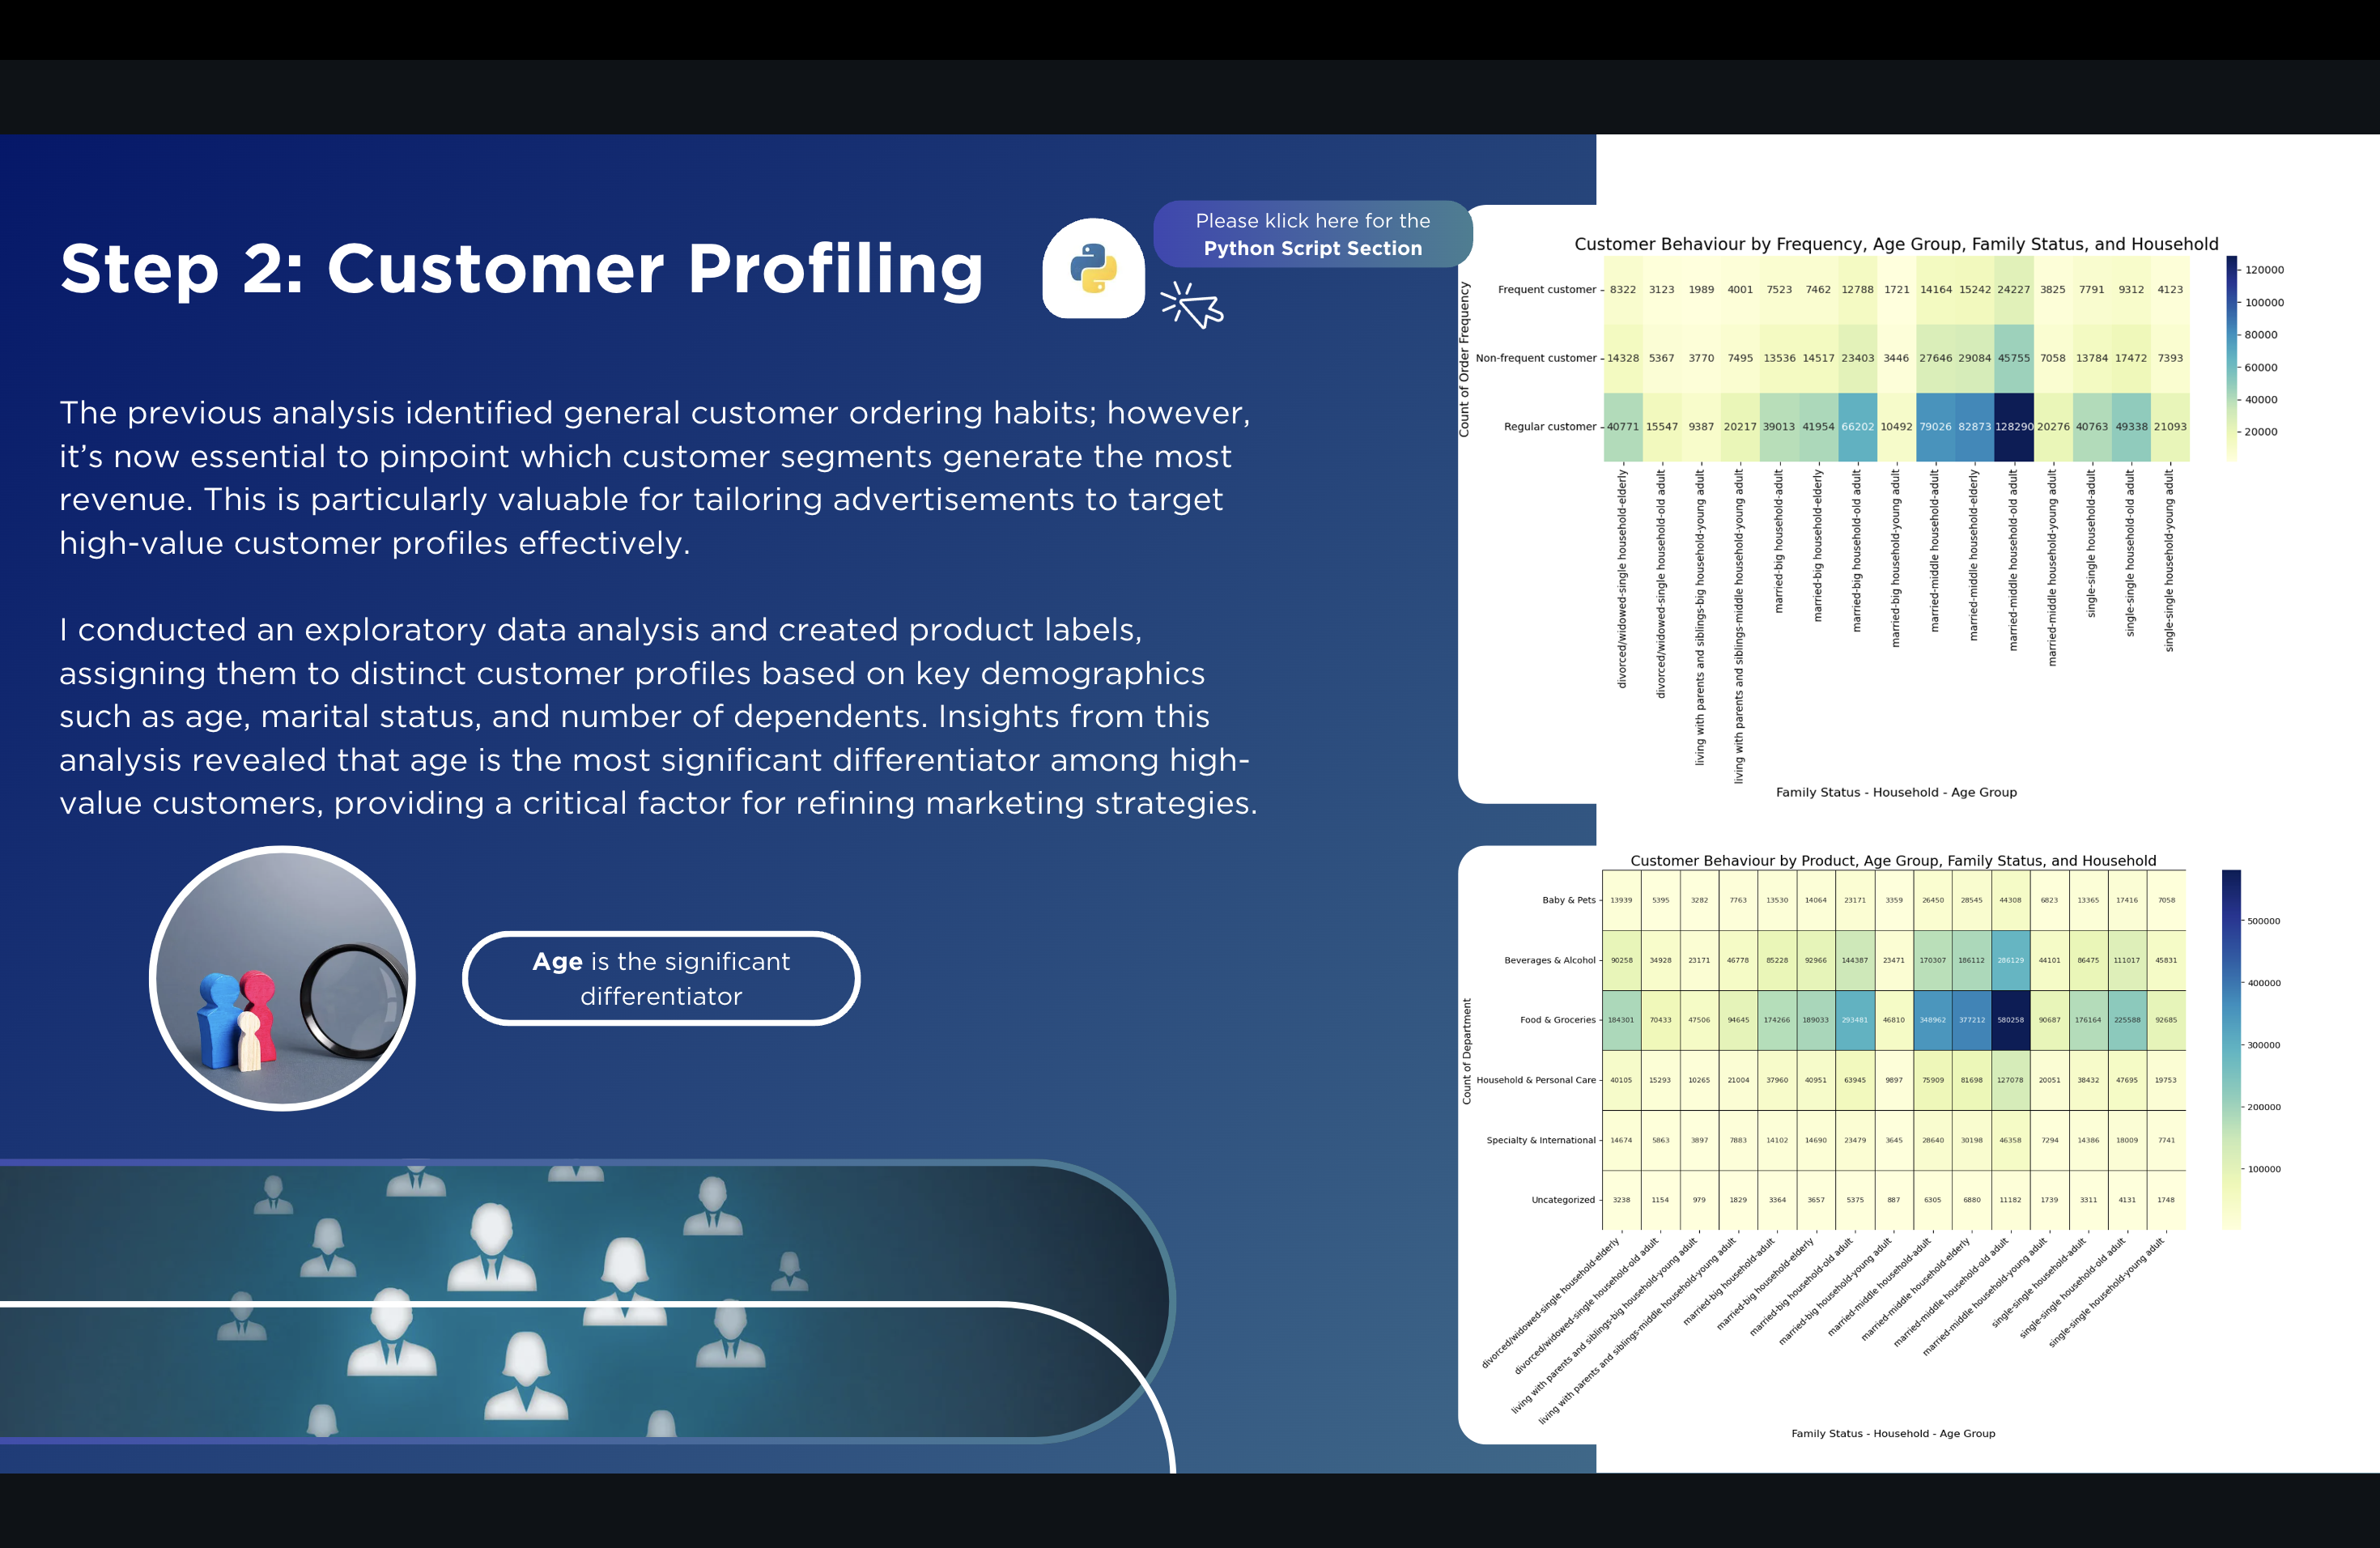 Step 2: Customer Profiling
Please klick here for the
Python Script Section
The previous analysis identified general customer ordering habits; however,
it’s now essential to pinpoint which customer segments generate the most
revenue. This is particularly valuable for tailoring advertisements to target
high-value customer profiles effectively.
I conducted an exploratory data analysis and created product labels,
assigning them to distinct customer profiles based on key demographics
such as age, marital status, and number of dependents. Insights from this
analysis revealed that age is the most significant differentiator among high-
value customers, providing a critical factor for refining marketing strategies.
Age is the significant
differentiator
Customer Behaviour by Frequency, Age Group, Family Status, and Household
Count of Order Frequency
Frequent customer 8322 3123 1989 4001 7523 7462 12788 1721 14164 15242 24227 3825 7791 9312 4123
Non-frequent customer 14328 5367 3770 7495 13536 14517 23403 3446 27646 29084 45755 7058 13784 17472 7393
Regular customer 40771 15547 9387 20217 39013 41954 66202 10492 79026 82873 128290 20276 40763 49338 21093
120000
100000
80000
60000
40000
20000
divorced/widowed-single household-elderly
divorced/widowed-single household-old adult
living with parents and siblings-big household-young adult
living with parents and siblings-middle household-young adult
married-big household-adult
married-big household-elderly
married-big household-old adult
married-big household-young adult
married-middle household-adult
married-middle household-elderly
married-middle household-old adult
married-middle household-young adult
single-single household-adult
single-single household-old adult
single-single household-young adult
Family Status - Household - Age Group
Customer Behaviour by Product, Age Group, Family Status, and Household
Count of Department
Baby & Pets 13939 5395 3282 7763 13530 14064 23171 3359 26450 28545 44308 6823 13365 17416 7058
Beverages & Alcohol 90258 34928 23171 46778 85228 92966 144387 23471 170307 186112 286129 44101 86475 111017 45831
Food & Groceries 184301 70433 47506 94645 174266 189033 293481 46810 348962 377212 580258 90687 176164 225588 92685
Household & Personal Care 40105 15293 10265 21004 37960 40951 63945 9897 75909 81698 127078 20051 38432 47695 19753
Specialty & International 14674 5863 3897 7883 14102 14690 23479 3645 28640 30198 46358 7294 14386 18009 7741
Uncategorized 3238 1154 979 1829 3364 3657 5375 887 6305 6880 11182 1739 3311 4131 1748
500000
400000
300000
200000
100000
divorced/widowed-single household-elderly
divorced/widowed-single household-old adult
living with parents and siblings-big household-young adult
living with parents and siblings-middle household-young adult
married-big household-adult
married-big household-elderly
married-big household-old adult
married-big household-young adult
married-middle household-adult
married-middle household-elderly
married-middle household-old adult
married-middle household-young adult
single-single household-adult
single-single household-old adult
single-single household-young adult
Family Status - Household - Age Group